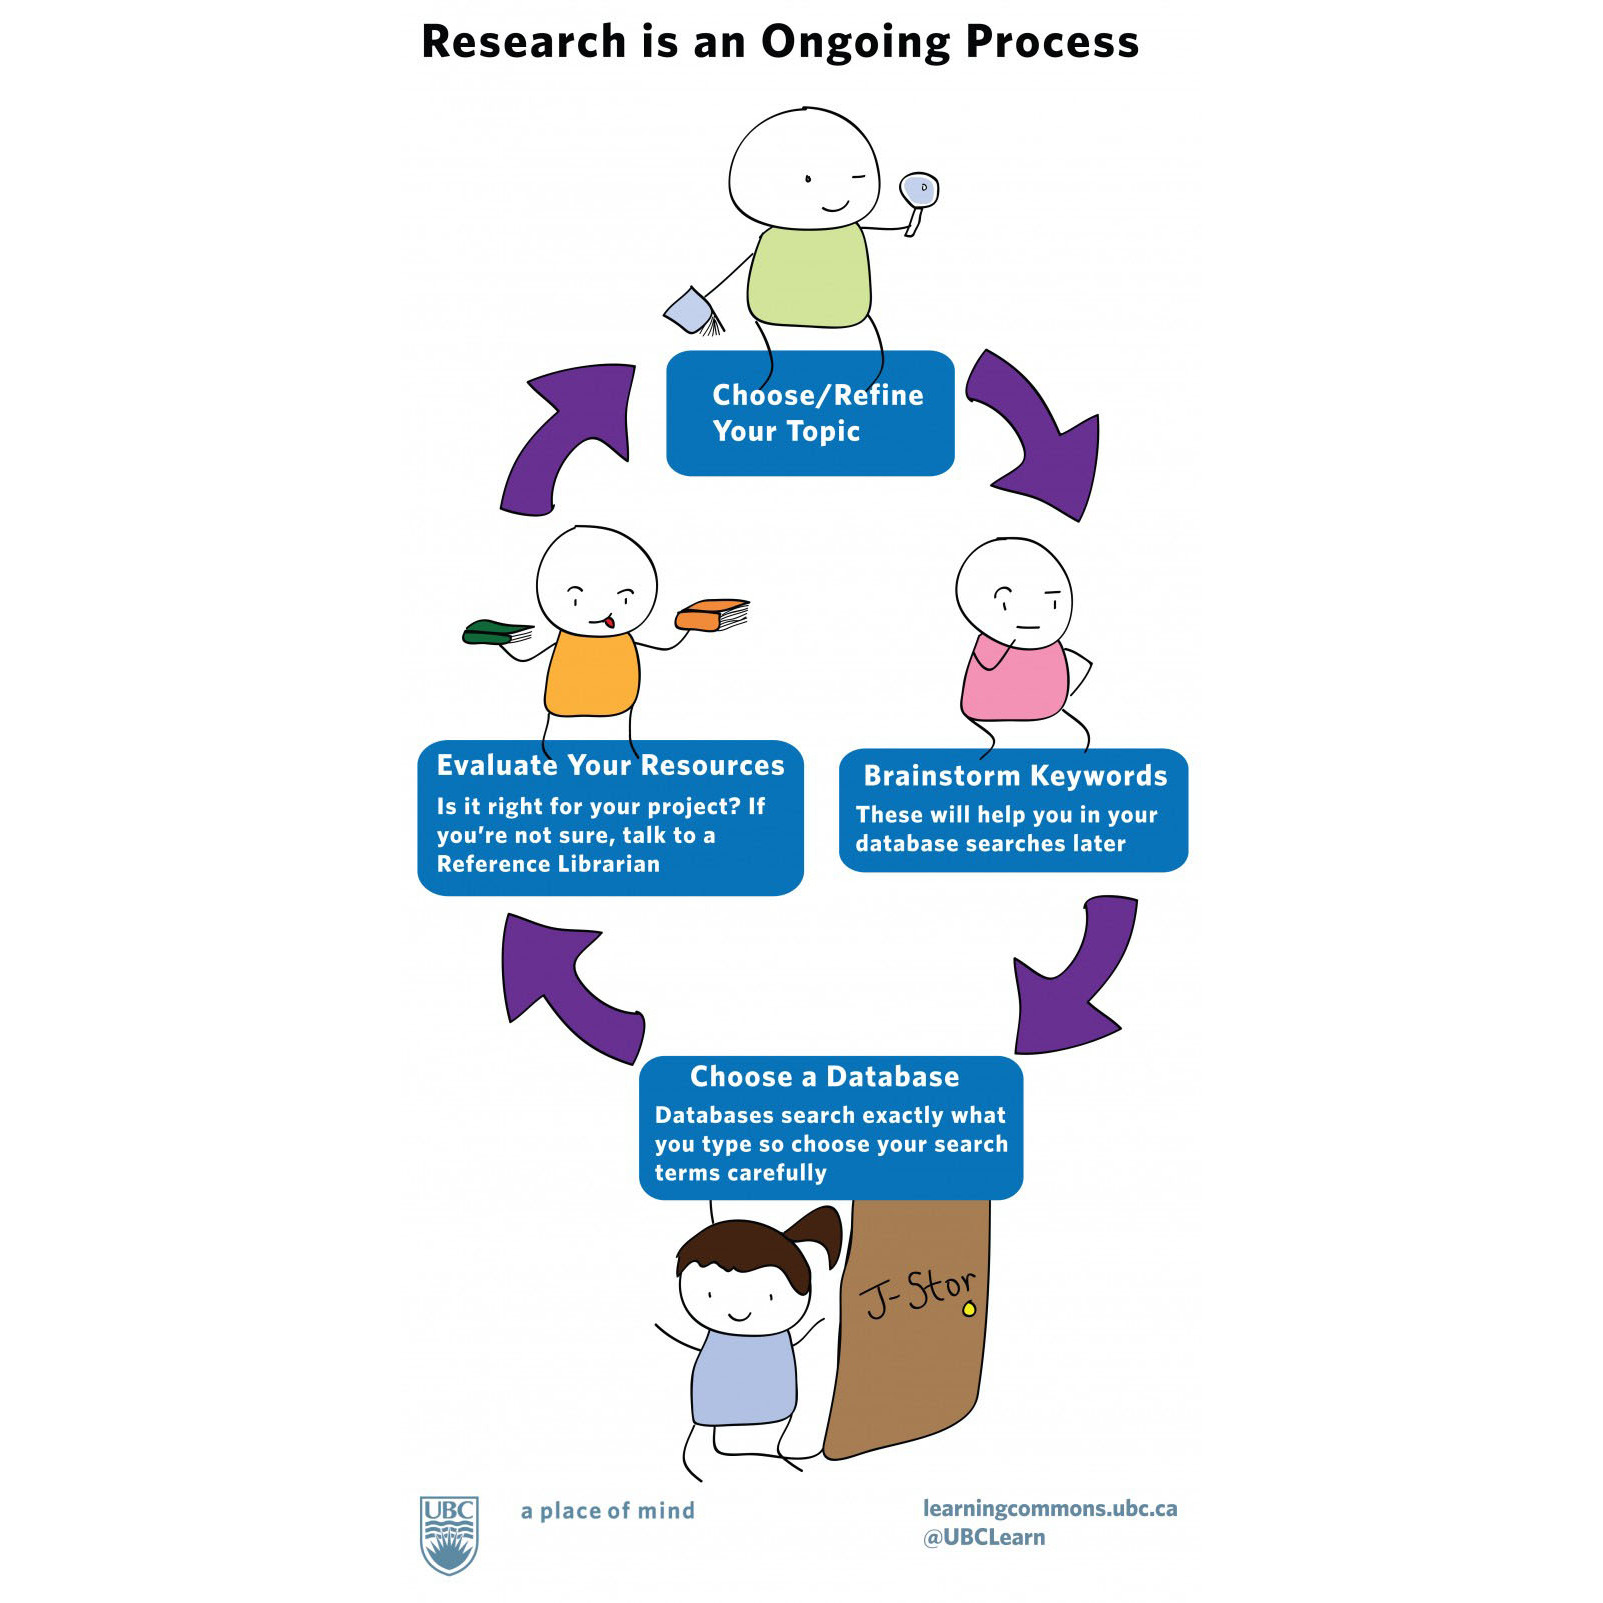 Research is an Ongoing Process
Choose/Refine
Your Topic
Evaluate Your Resources
Is it right for your project? If
you're not sure, talk to a
Reference Librarian
Brainstorm Keywords
These will help you in your
database searches later
Choose a Database
Databases search exactly what
you type so choose your search
terms carefully
J-Stor
UBC
a place of mind
learningcommons.ubc.ca
@UBCLearn